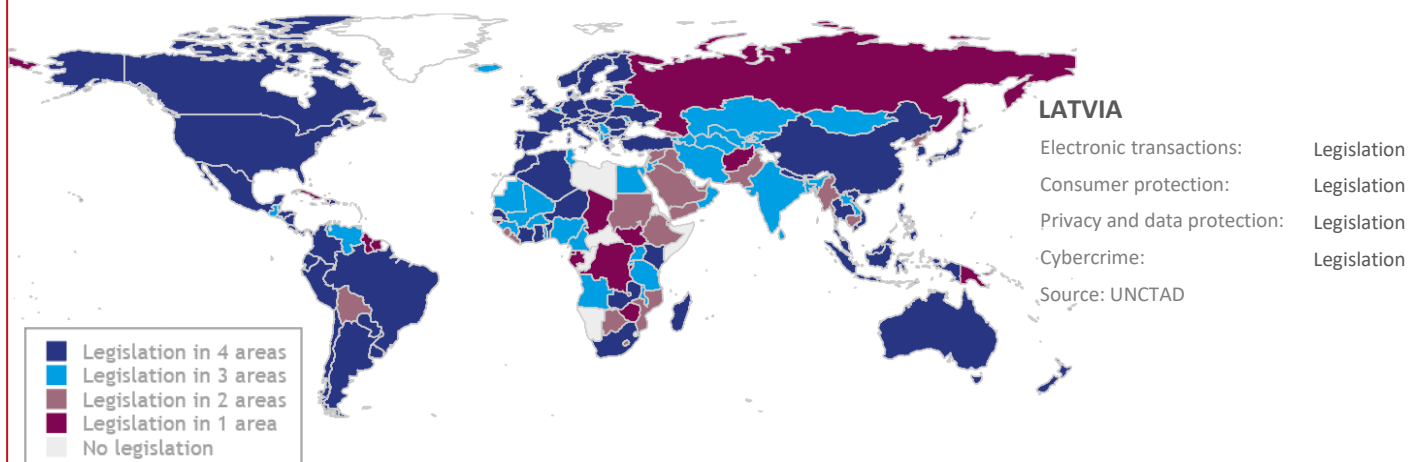 LATVIA
Electronic transactions: Legislation
Consumer protection: Legislation
Privacy and data protection: Legislation
Cybercrime: Legislation
Source: UNCTAD
Legislation in 4 areas
Legislation in 3 areas
Legislation in 2 areas
Legislation in 1 area
No legislation